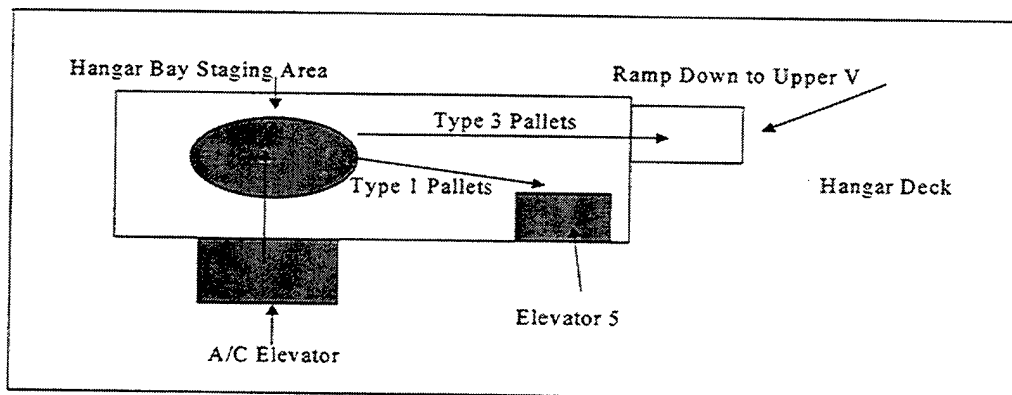 Hangar Bay Staging Area
Ramp Down to Upper V
Type 3 Pallets
Type 1 Pallets
Hangar Deck
Elevator 5
A/C Elevator